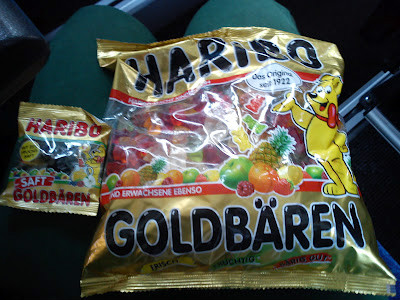 HARIBO
das Original
seit 1922
ND ERWACHSENE EBENSO
GOLDBÄREN
HARIBO
SAFT
GOLDBÄREN